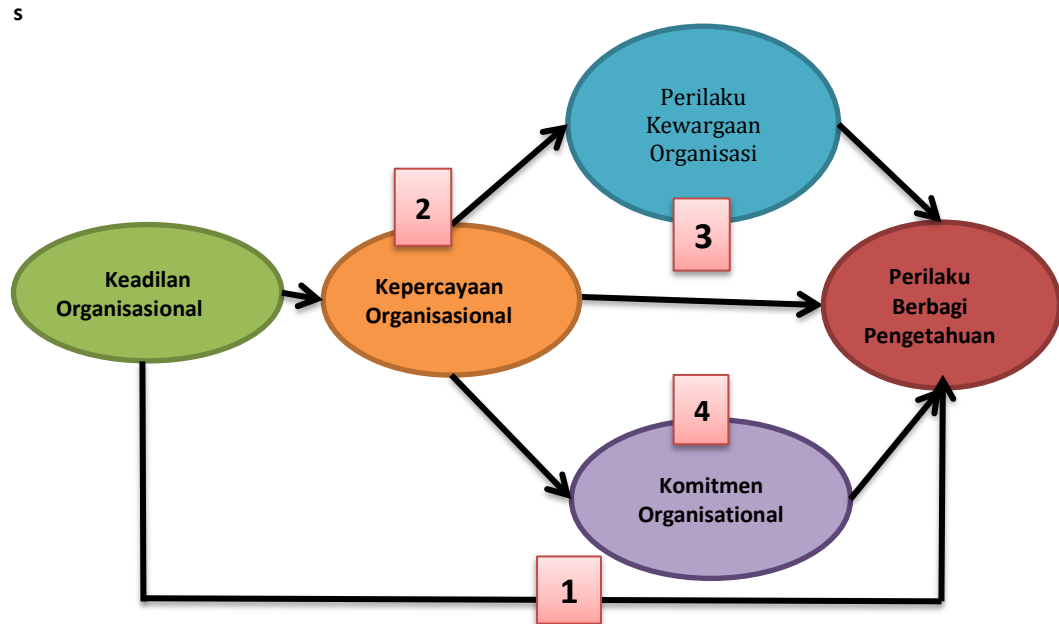 s
Perilaku
Kewargaan
Organisasi
2
3
Keadilan
Organisasional
Kepercayaan
Organisasional
Perilaku
Berbagi
Pengetahuan
4
Komitmen
Organisational
1